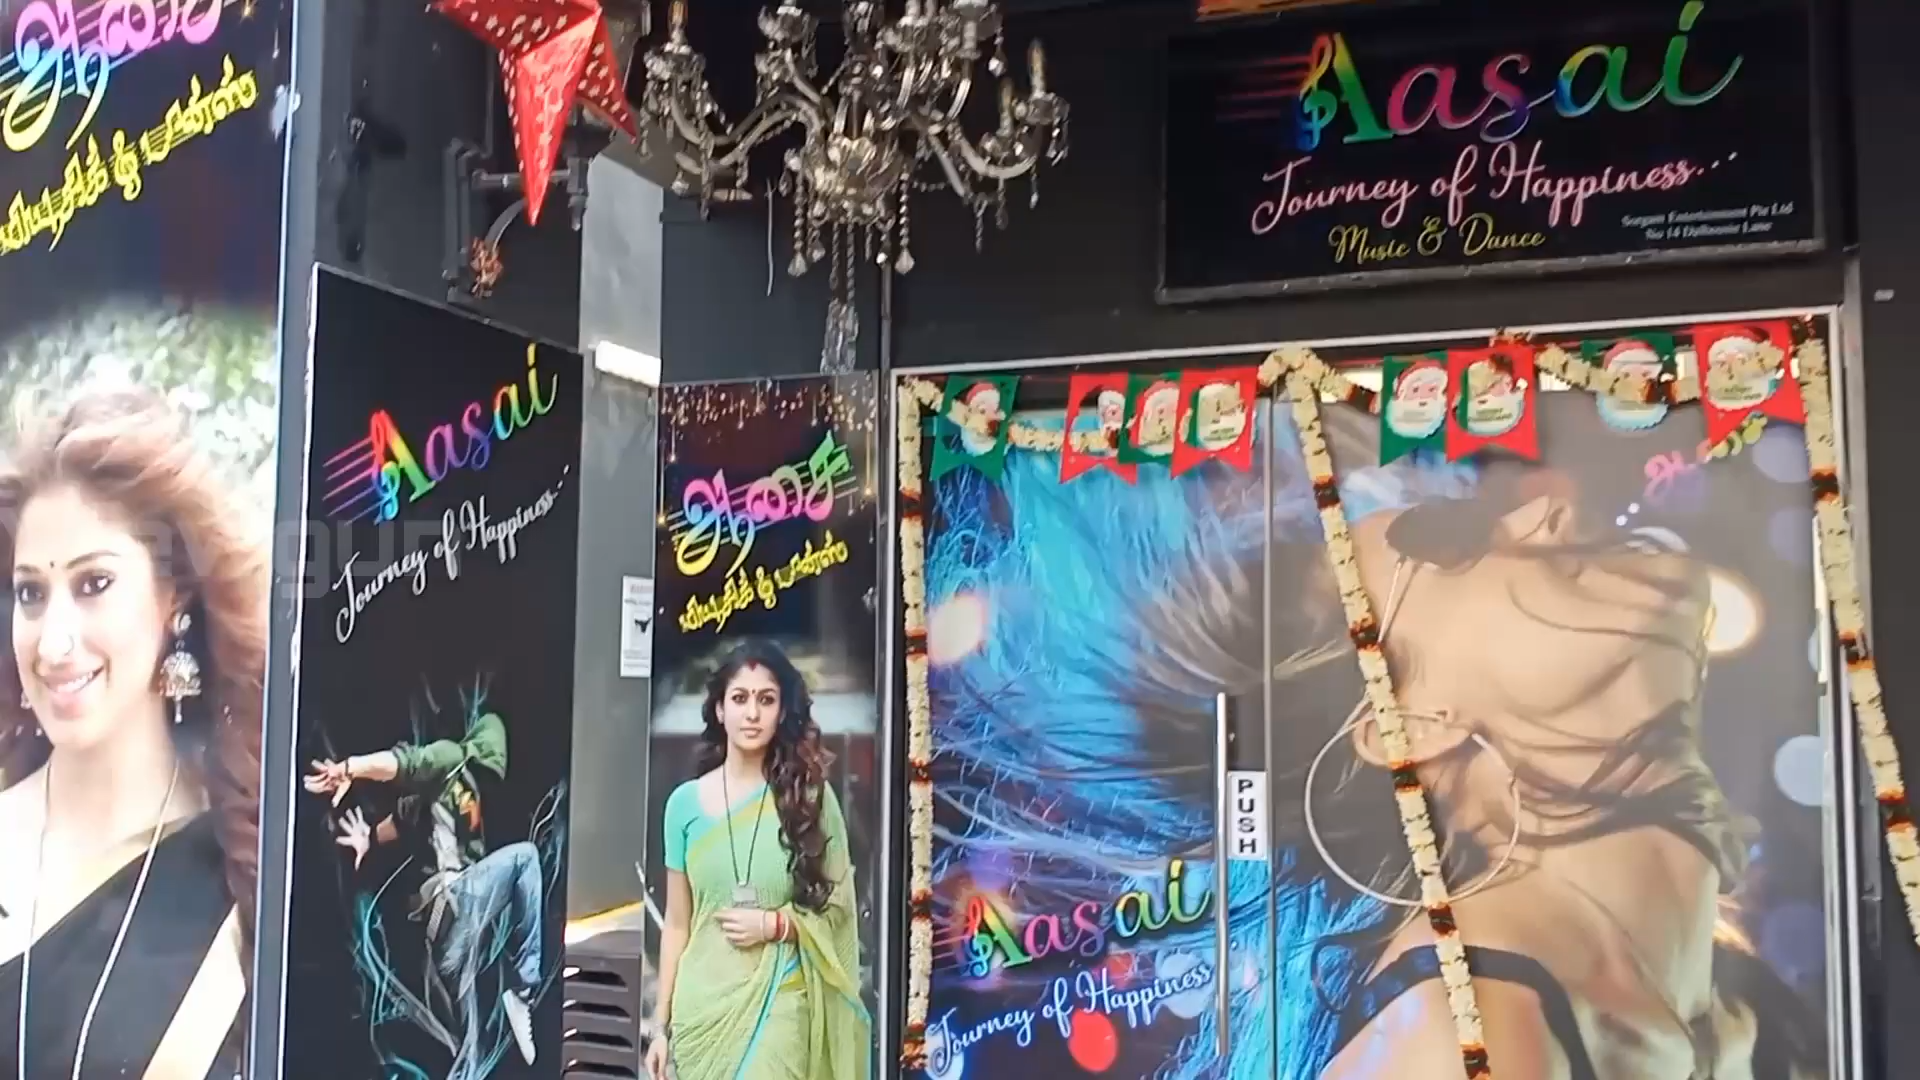 ஆசை
மியூசிக் & டான்ஸ்
Aasai
Journey of Happiness...
ஆசை
மியூசிக் & டான்ஸ்
Aasai
Journey of Happiness...
Music & Dance
Sorgam Entertainment Pte Ltd
No 14 Dalhousie Lane
ஆசை
PUSH
Aasai
Journey of Happiness